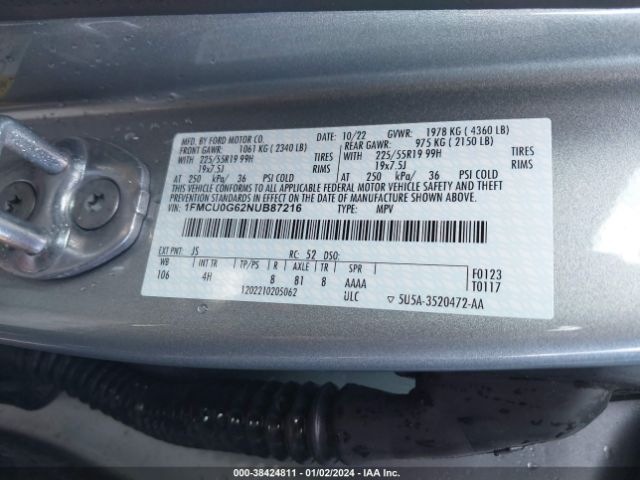 MFD. BY FORD MOTOR CO. 10/22 GVWR: 1978 KG ( 4360 LB)
FRONT GAWR: 1061 KG ( 2340 LB) REAR GAWR: 975 KG ( 2150 LB)
WITH 225/55R19 99H TIRES WITH 225/55R19 99H TIRES
19x7.5J RIMS 19x7.5J RIMS
AT 250 kPa/ 36 PSI COLD AT 250 kPa/ 36 PSI COLD
THIS VEHICLE CONFORMS TO ALL APPLICABLE FEDERAL MOTOR VEHICLE SAFETY AND THEFT
PREVENTION STANDARDS IN EFFECT ON THE DATE OF MANUFACTURE SHOWN ABOVE.
VIN: 1FMCU0G62NUB87216 TYPE: MPV
EXT PNT: JS RC: 52 DSO:
WB INT TR TP/PS R AXLE TR SPR
106 4H 8 81 8 AAAA
F0123
T0117
1202210205062 ULC ▽ 5U5A-3520472-AA
000-38424811 - 01/02/2024 - IAA Inc.